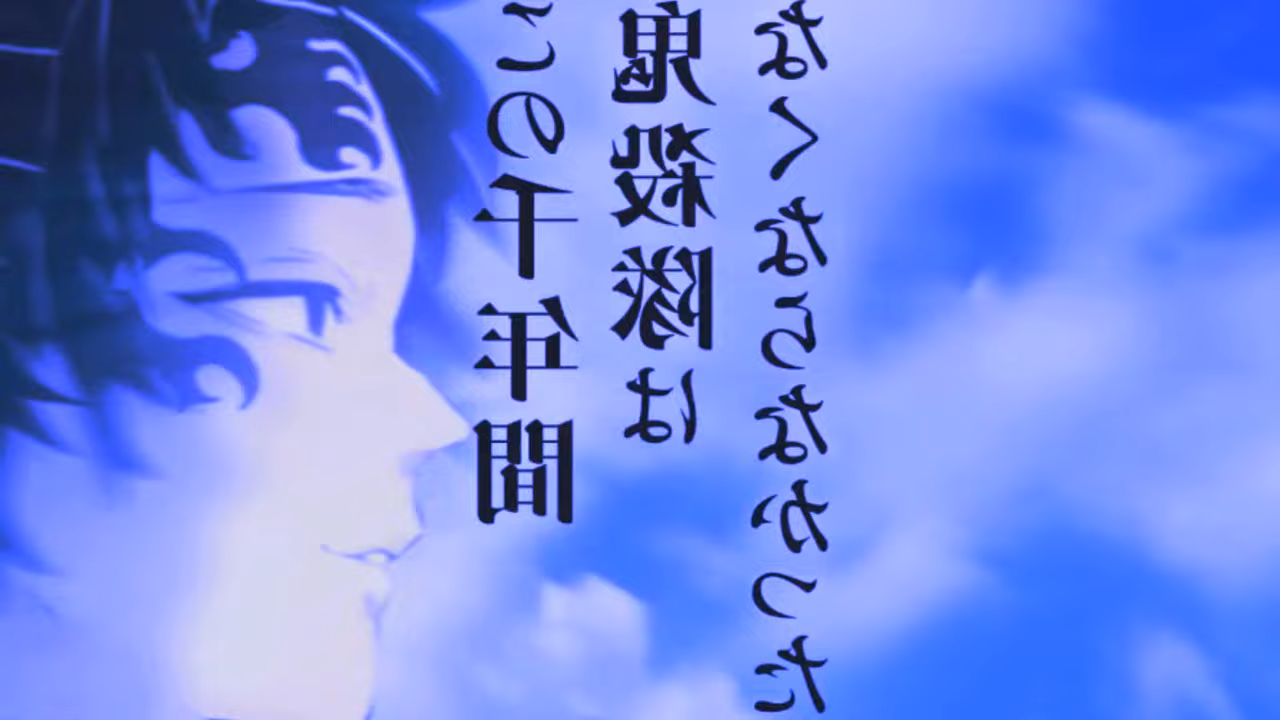 この千年間
鬼殺隊は
なくならなかった